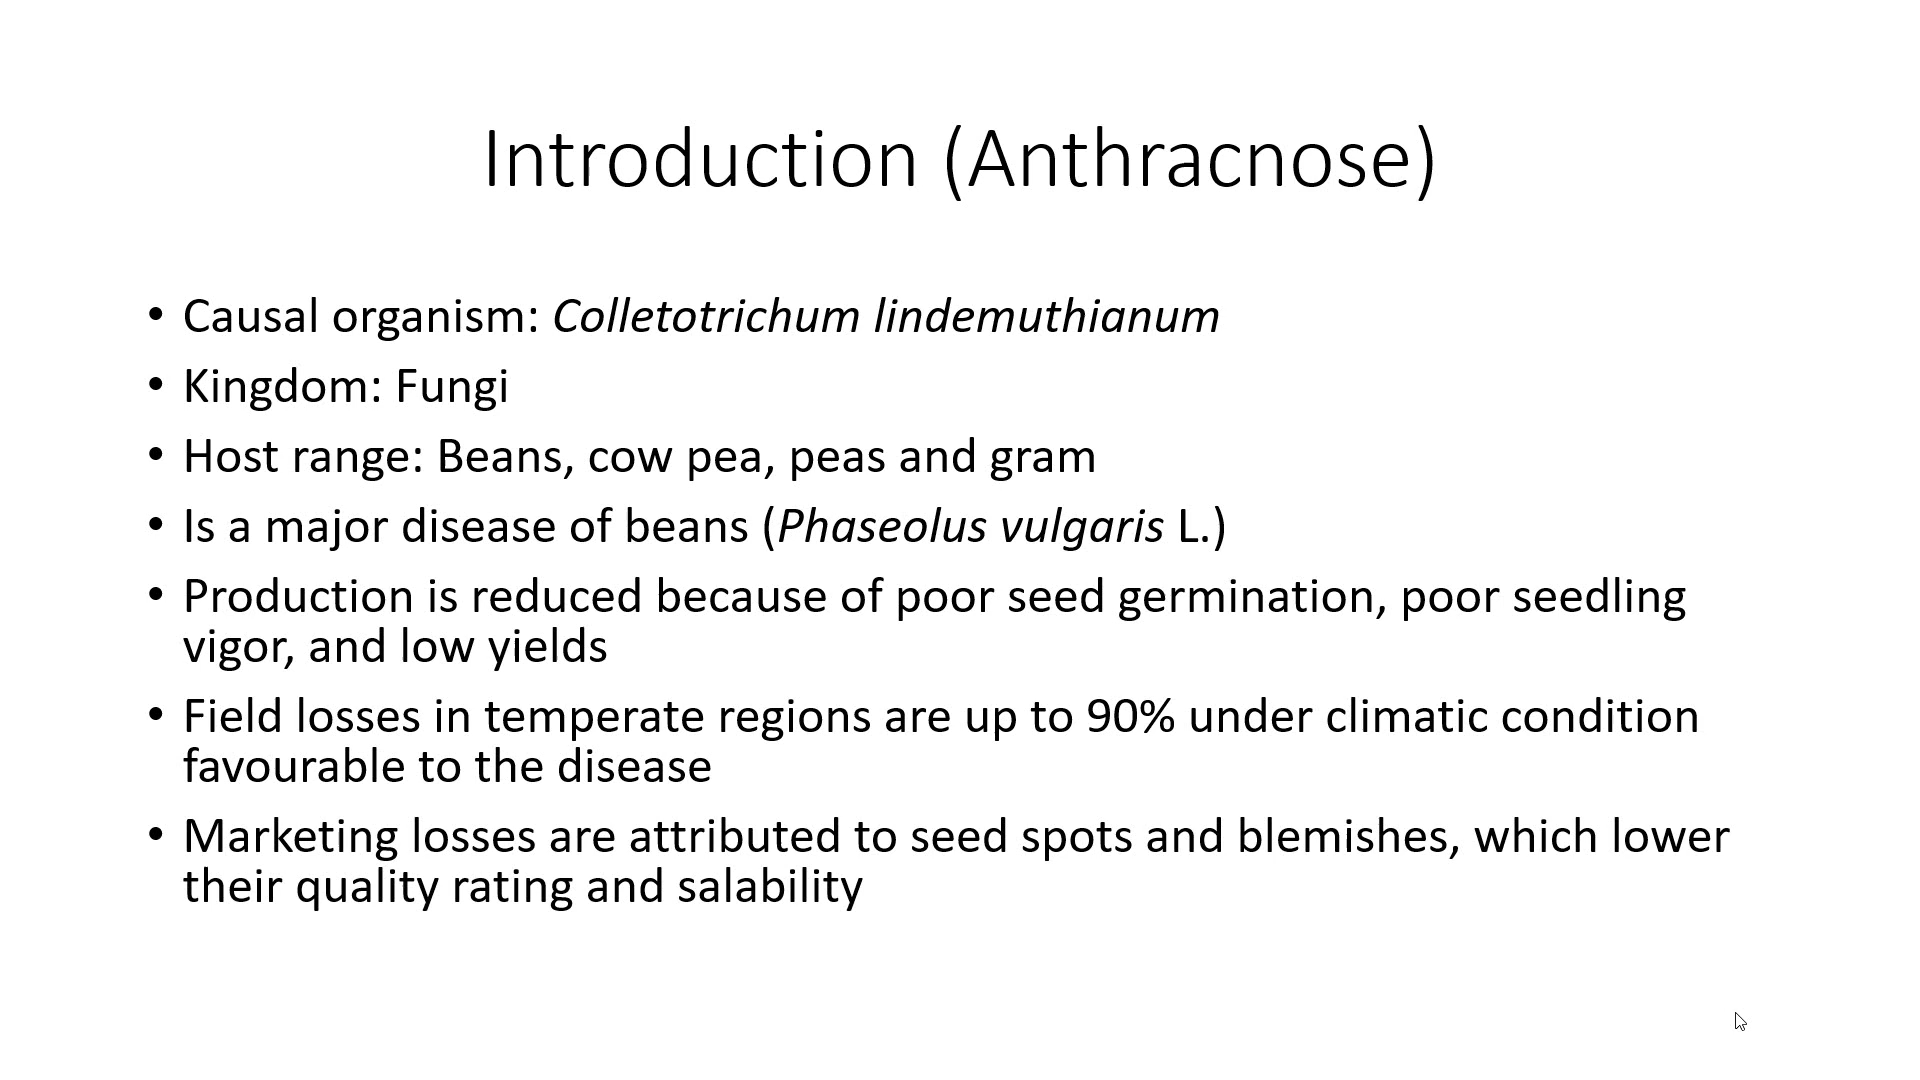 Introduction (Anthracnose)
• Causal organism: Colletotrichum lindemuthianum
• Kingdom: Fungi
• Host range: Beans, cow pea, peas and gram
• Is a major disease of beans (Phaseolus vulgaris L.)
• Production is reduced because of poor seed germination, poor seedling
vigor, and low yields
• Field losses in temperate regions are up to 90% under climatic condition
favourable to the disease
• Marketing losses are attributed to seed spots and blemishes, which lower
their quality rating and salability